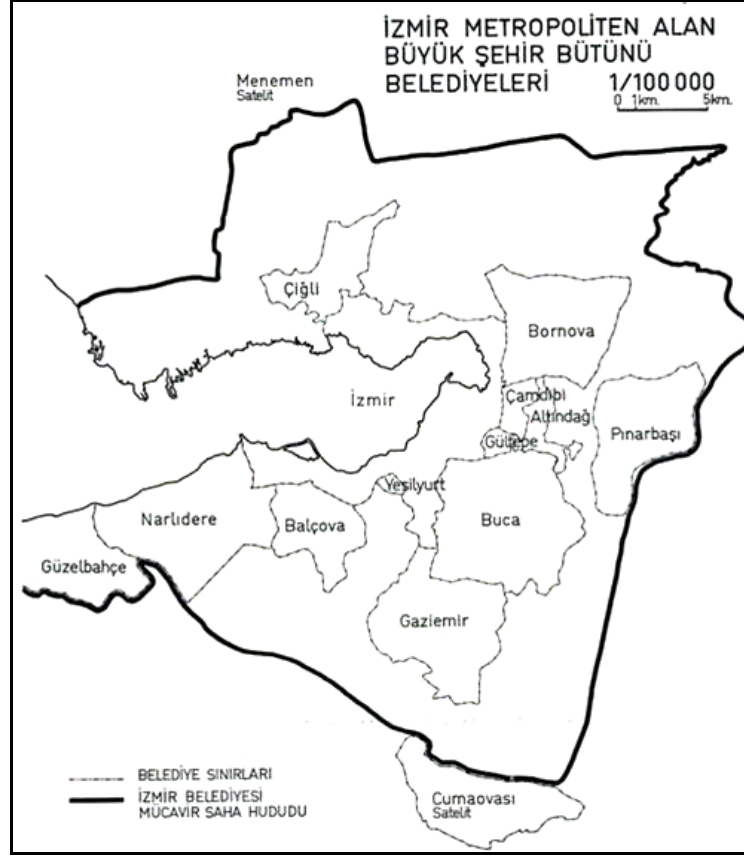 İZMİR METROPOLİTEN ALAN
BÜYÜK ŞEHİR BÜTÜNÜ
BELEDİYELERİ
1/100 000
0 1km. 5km.
Menemen
Satelit
Çiğli
Bornova
İzmir
Çamdibi
Altındağ
Gültepe
Pınarbaşı
Yeşilyurt
Narlıdere
Balçova
Buca
Güzelbahçe
Gaziemir
BELEDİYE SINIRLARI
İZMİR BELEDİYESİ
MÜCAVİR SAHA HUDUDU
Cumaovası
Satelit